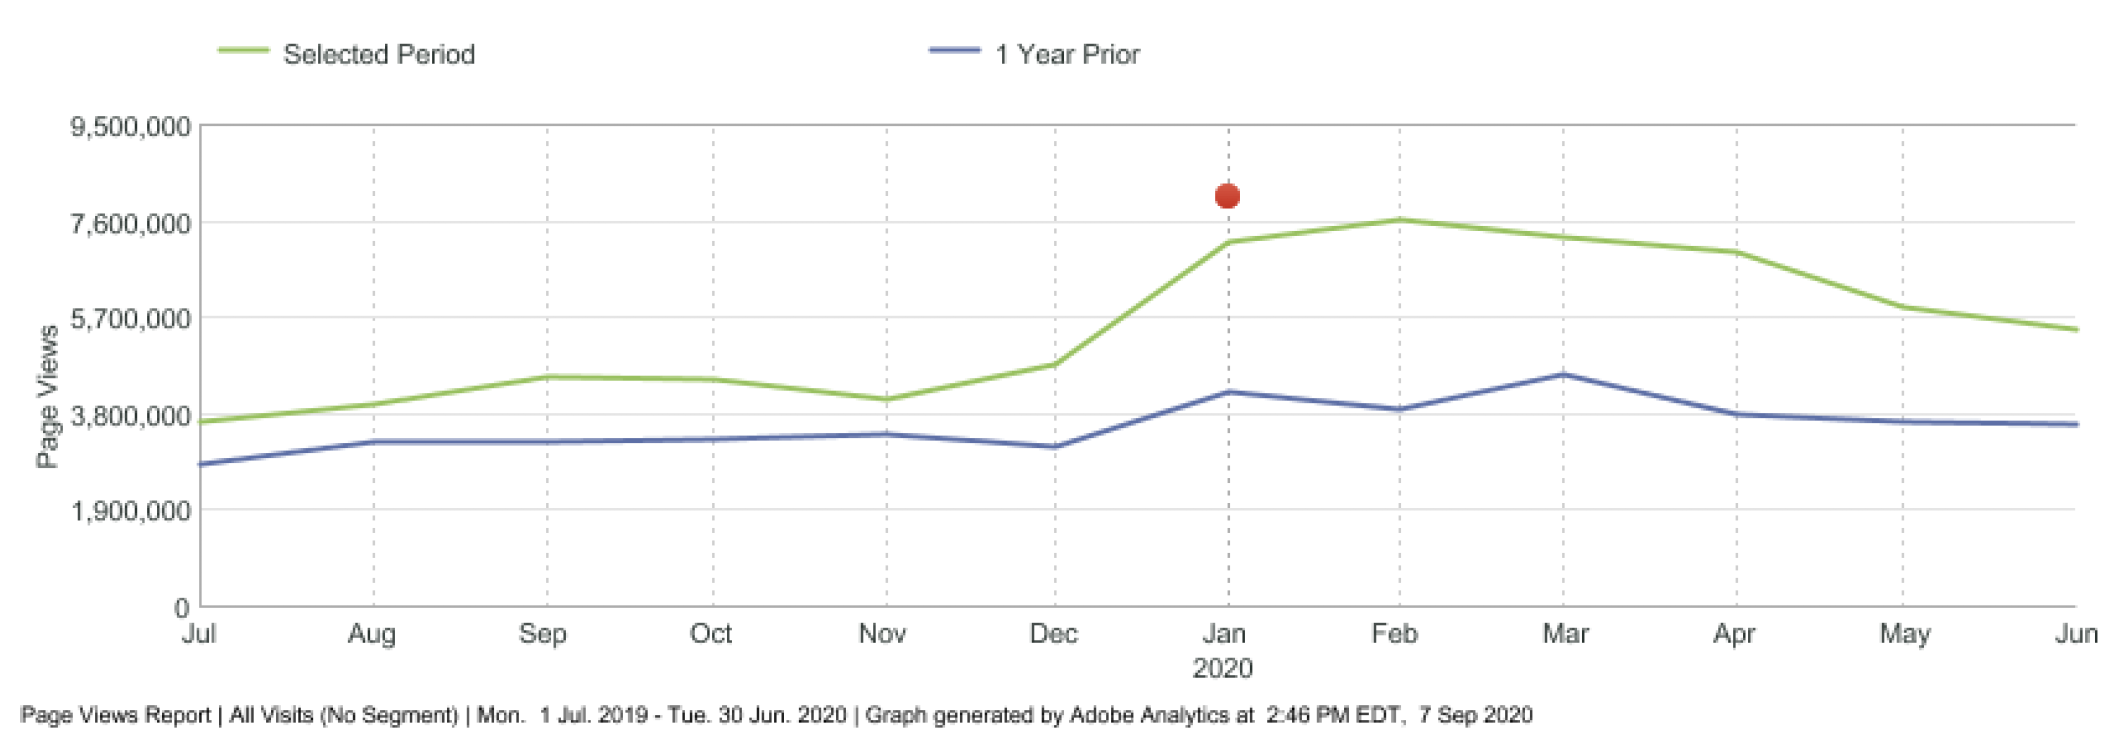 Selected Period
1 Year Prior
9,500,000
7,600,000
5,700,000
3,800,000
1,900,000
0
Page Views
Jul Aug Sep Oct Nov Dec Jan Feb Mar Apr May Jun
2020
Page Views Report | All Visits (No Segment) | Mon.  1 Jul. 2019 - Tue. 30 Jun. 2020 | Graph generated by Adobe Analytics at  2:46 PM EDT,  7 Sep 2020